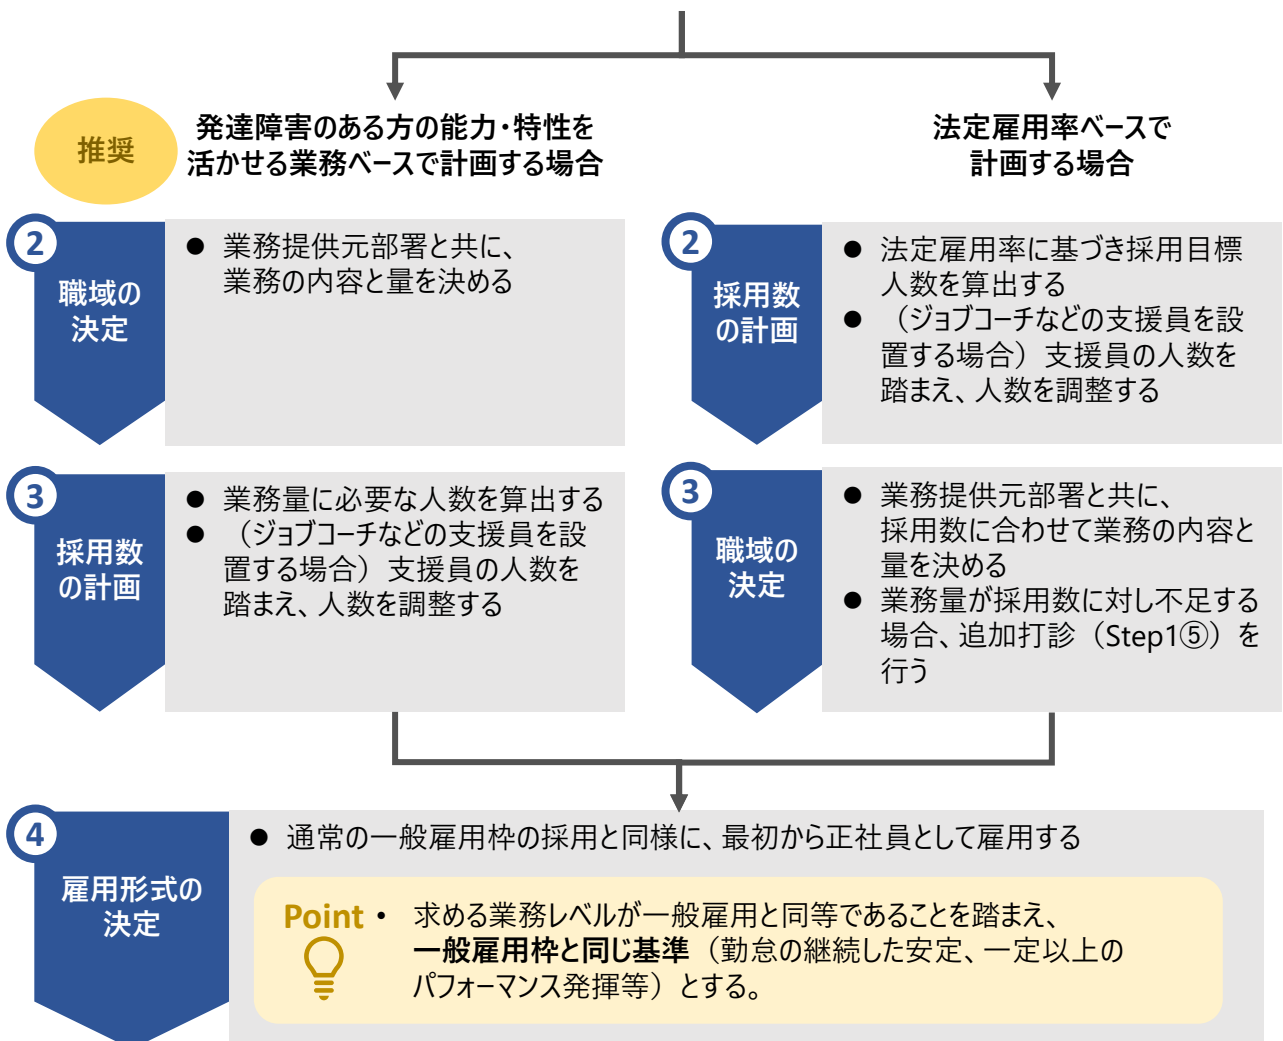 推奨
発達障害のある方の能力・特性を
活かせる業務ベースで計画する場合
2
職域の
決定
● 業務提供元部署と共に、
業務の内容と量を決める
3
採用数
の計画
● 業務量に必要な人数を算出する
● （ジョブコーチなどの支援員を設
置する場合）支援員の人数を
踏まえ、人数を調整する
法定雇用率ベースで
計画する場合
2
採用数
の計画
● 法定雇用率に基づき採用目標
人数を算出する
● （ジョブコーチなどの支援員を設
置する場合）支援員の人数を
踏まえ、人数を調整する
3
職域の
決定
● 業務提供元部署と共に、
採用数に合わせて業務の内容と
量を決める
● 業務量が採用数に対し不足する
場合、追加打診（Step1⑤）を
行う
4
雇用形式の
決定
● 通常の一般雇用枠の採用と同様に、最初から正社員として雇用する
Point
・ 求める業務レベルが一般雇用と同等であることを踏まえ、
一般雇用枠と同じ基準（勤怠の継続した安定、一定以上の
パフォーマンス発揮等）とする。